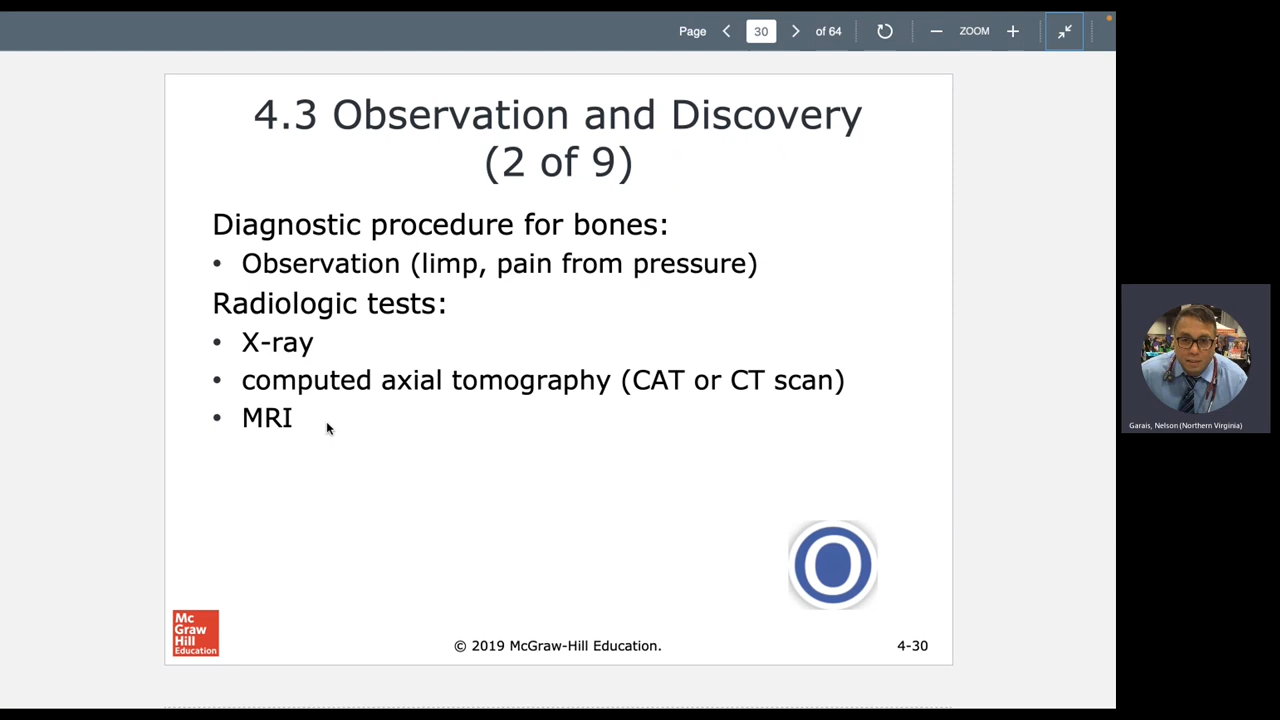 Page 30 of 64 ZOOM
4.3 Observation and Discovery
(2 of 9)
Diagnostic procedure for bones:
• Observation (limp, pain from pressure)
Radiologic tests:
• X-ray
• computed axial tomography (CAT or CT scan)
• MRI
Garais, Nelson (Northern Virginia)
O
Mc
Graw
Hill
Education
© 2019 McGraw-Hill Education.
4-30